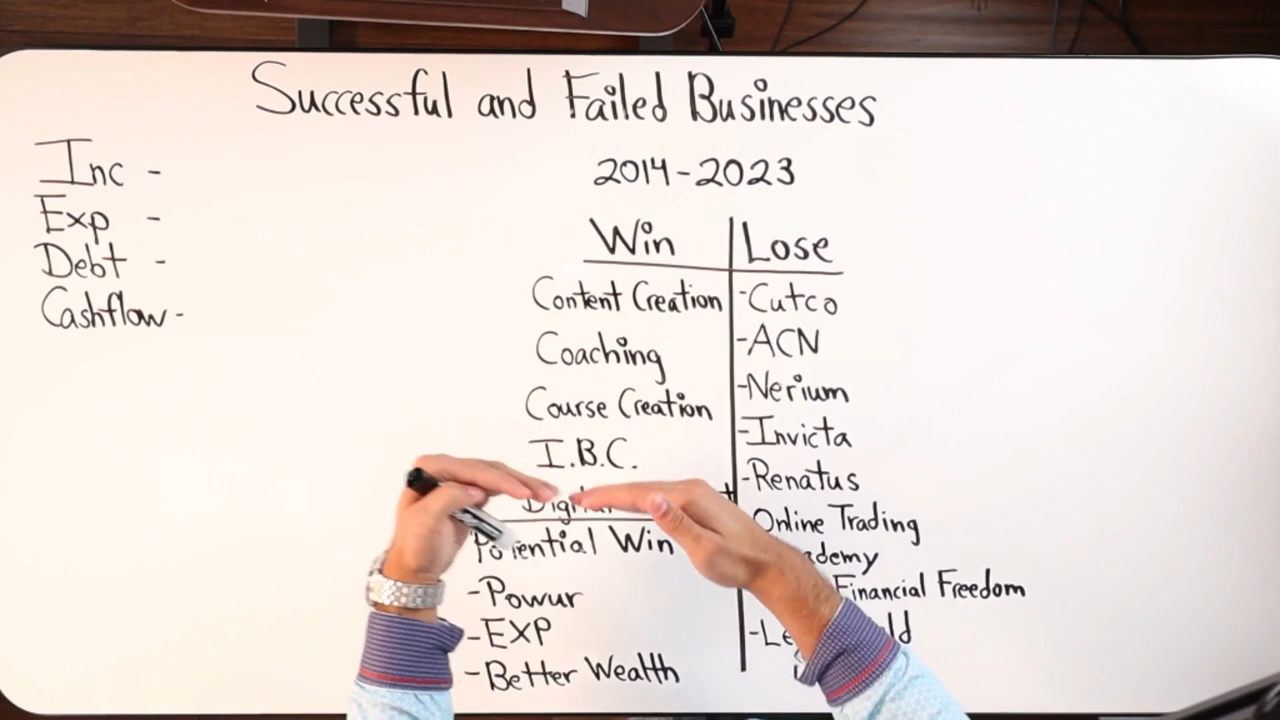 Successful and Failed Businesses
2014-2023
Inc -
Exp -
Debt -
Cashflow-
Win
Content Creation
Coaching
Course Creation
I.B.C.
Potential Win
-Powur
-EXP
-Better Wealth
Lose
-Cutco
-ACN
-Nerium
-Invicta
-Renatus
Online Trading
Financial Freedom